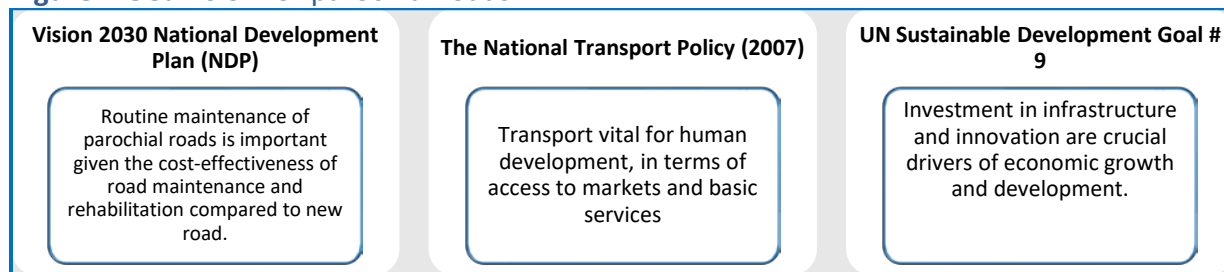 Vision 2030 National Development
Plan (NDP)
Routine maintenance of
parochial roads is important
given the cost-effectiveness of
road maintenance and
rehabilitation compared to new
road.
The National Transport Policy (2007)
Transport vital for human
development, in terms of
access to markets and basic
services
UN Sustainable Development Goal #
9
Investment in infrastructure
and innovation are crucial
drivers of economic growth
and development.